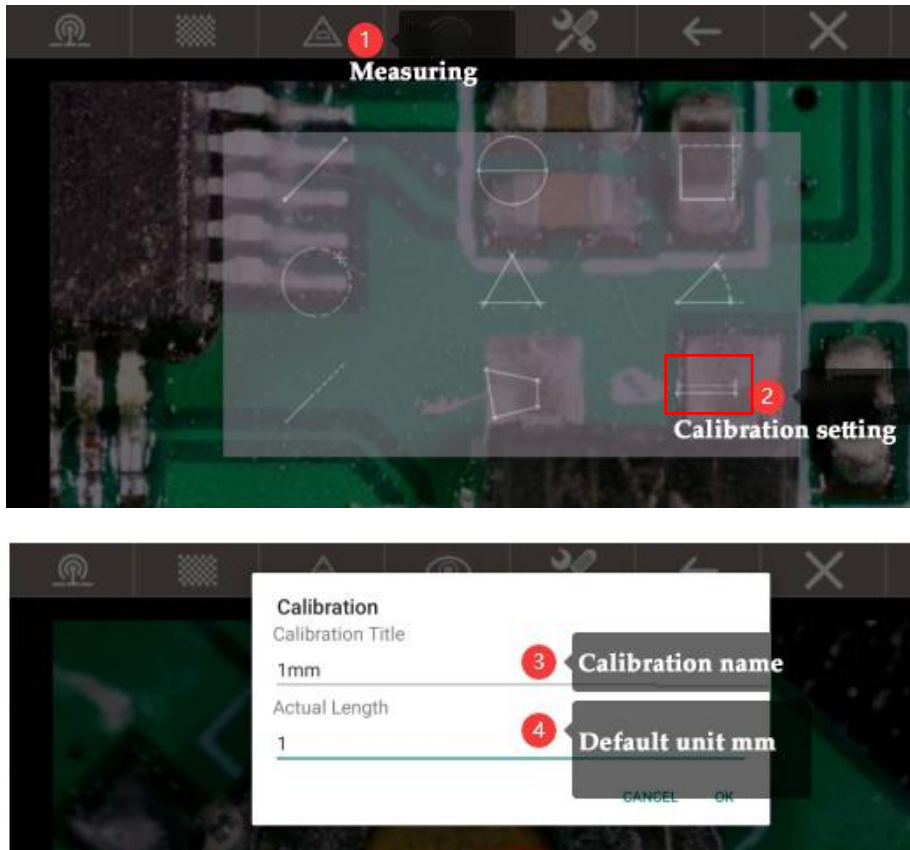 1
Measuring
2
Calibration setting
Calibration
Calibration Title
1mm
3
Calibration name
Actual Length
1
4
Default unit mm
CANCEL OK